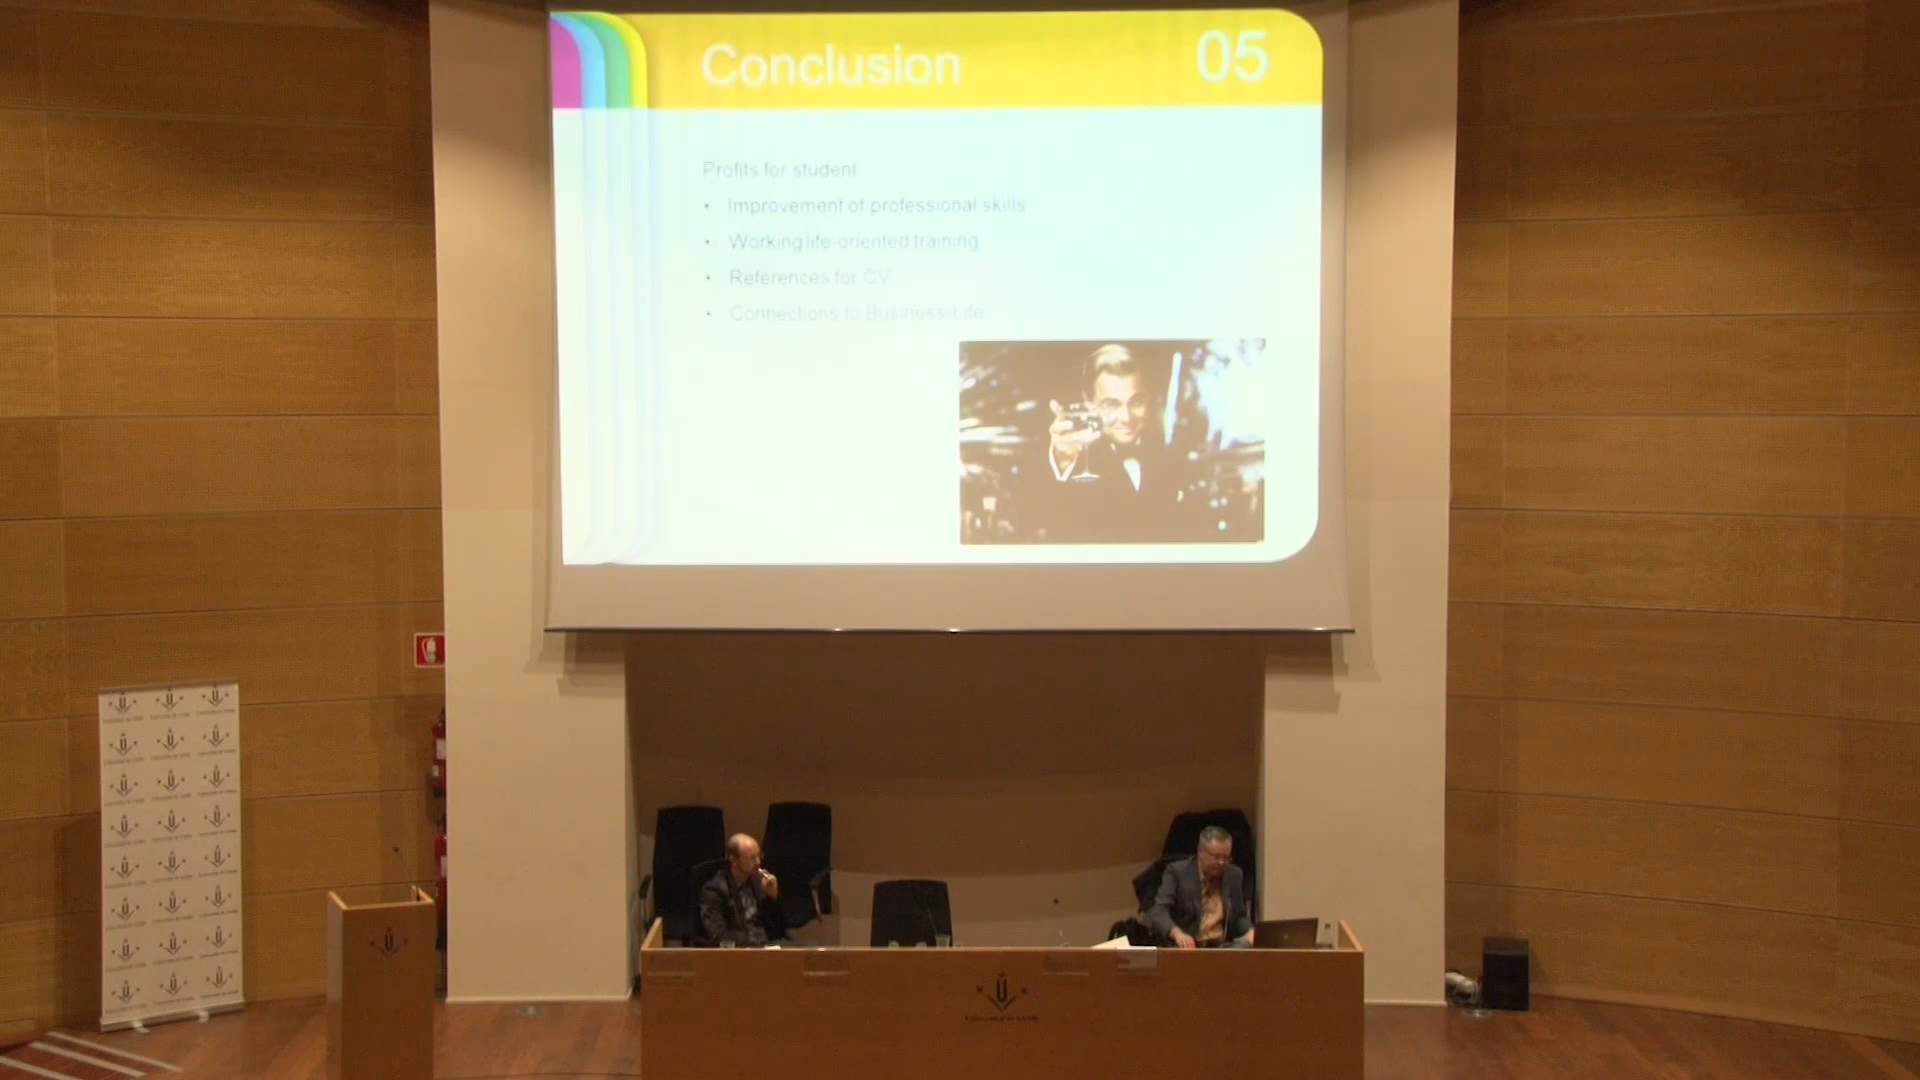 Conclusion
05
Profits for student
• Improvement of professional skills
• Working life-oriented training
• References for CV
• Connections to Business-Life